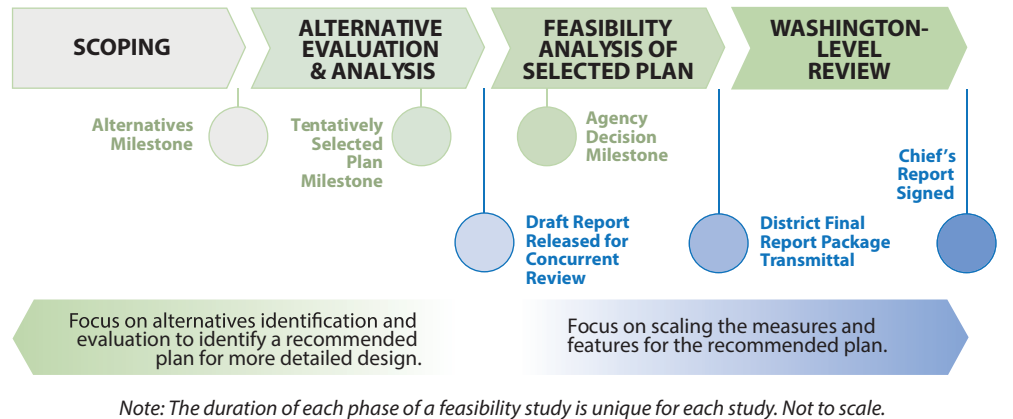 SCOPING
ALTERNATIVE
EVALUATION
& ANALYSIS
FEASIBILITY
ANALYSIS OF
SELECTED PLAN
WASHINGTON-
LEVEL
REVIEW
Alternatives
Milestone
Tentatively
Selected
Plan
Milestone
Agency
Decision
Milestone
Chief's
Report
Signed
Draft Report
Released for
Concurrent
Review
District Final
Report Package
Transmittal
Focus on alternatives identification and
evaluation to identify a recommended
plan for more detailed design.
Focus on scaling the measures and
features for the recommended plan.
Note: The duration of each phase of a feasibility study is unique for each study. Not to scale.